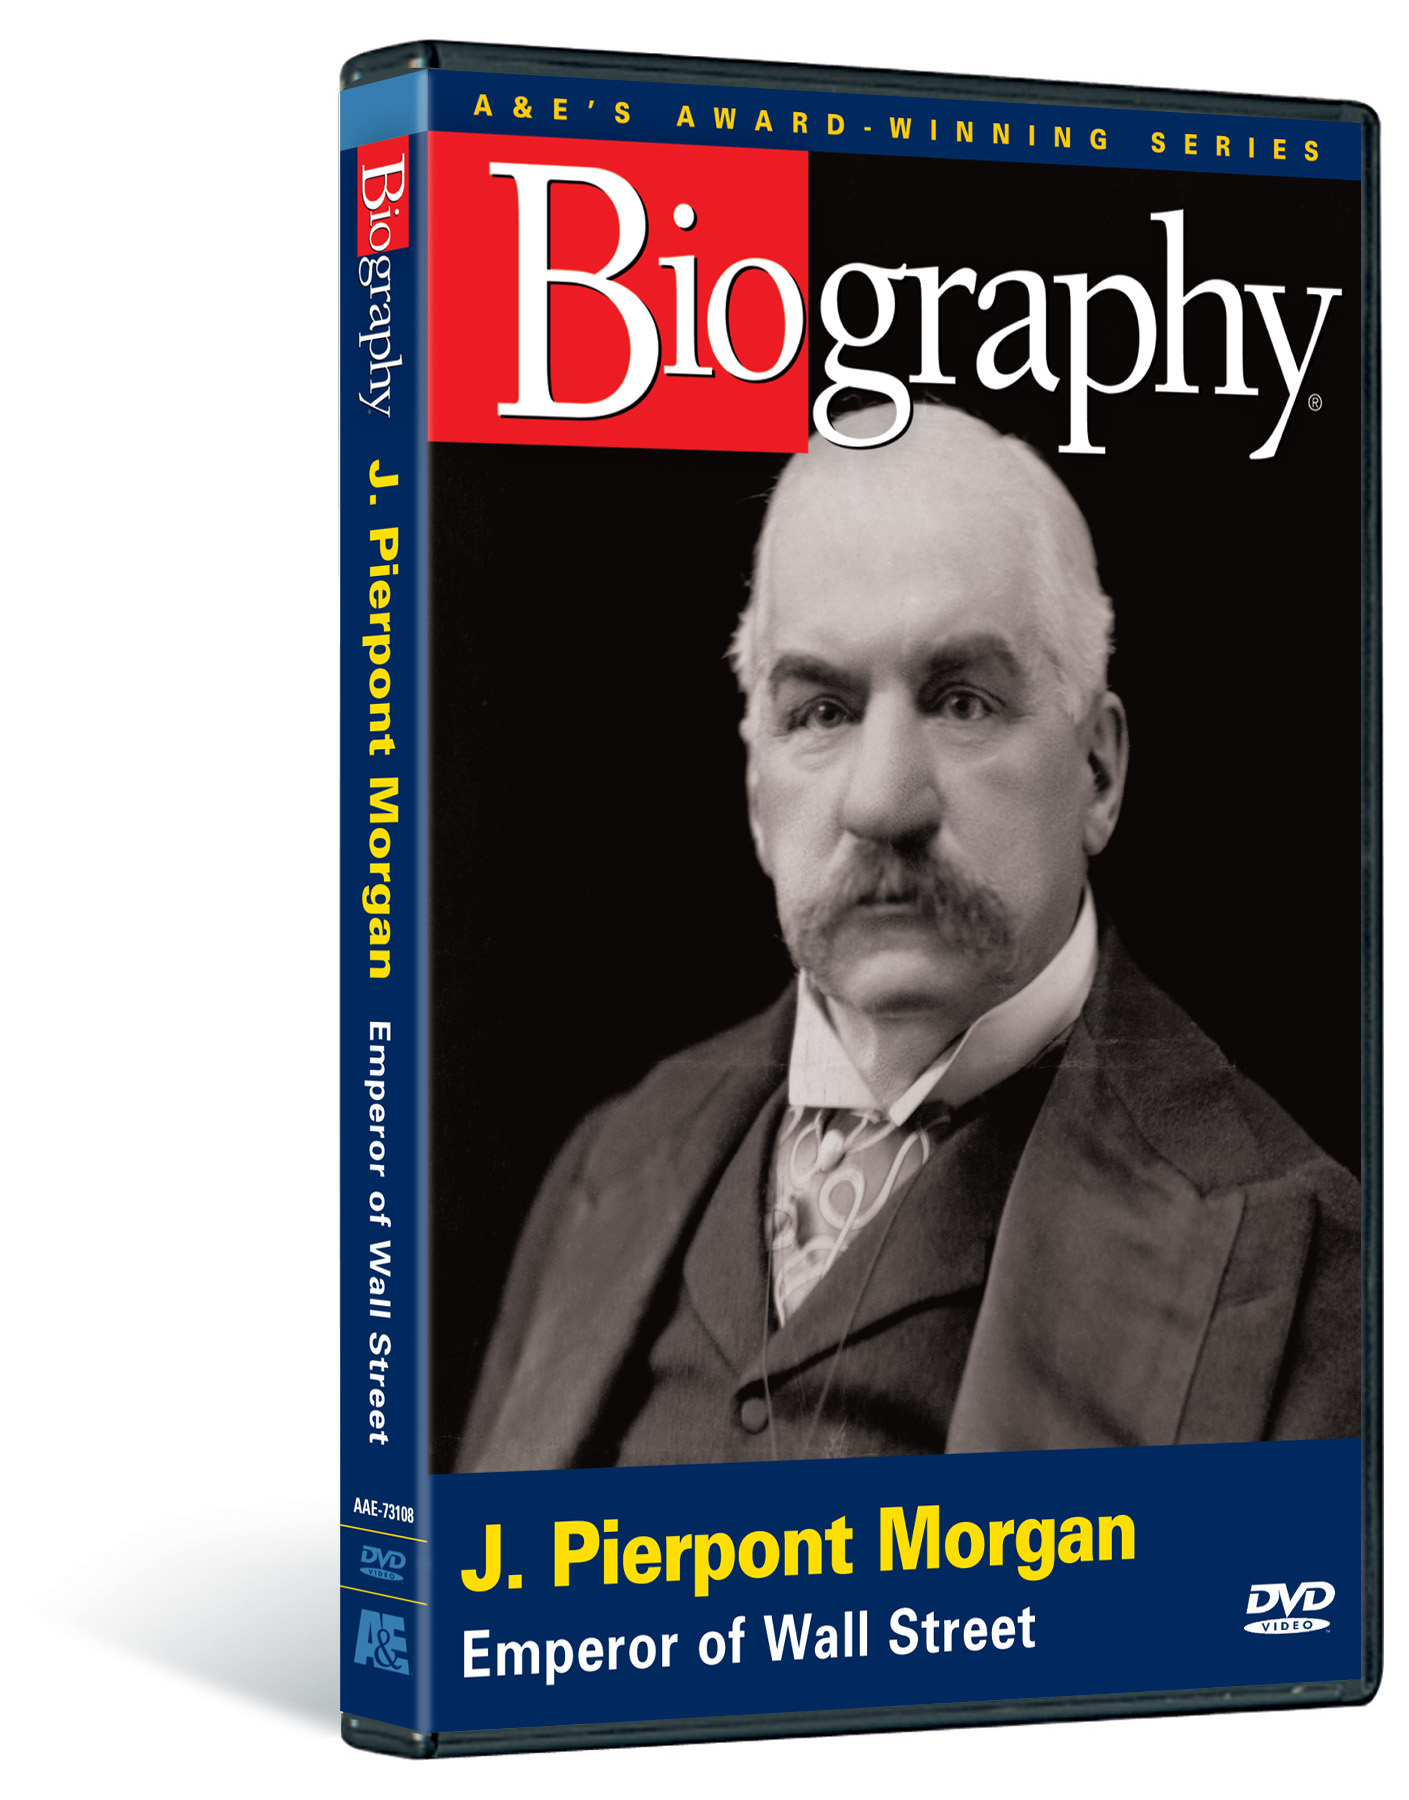 A&E'S AWARD-WINNING SERIES
Biography®
J. Pierpont Morgan
Emperor of Wall Street
DVD
VIDEO
Biography
J. Pierpont Morgan Emperor of Wall Street
AAE-73108
DVD
VIDEO
A&E